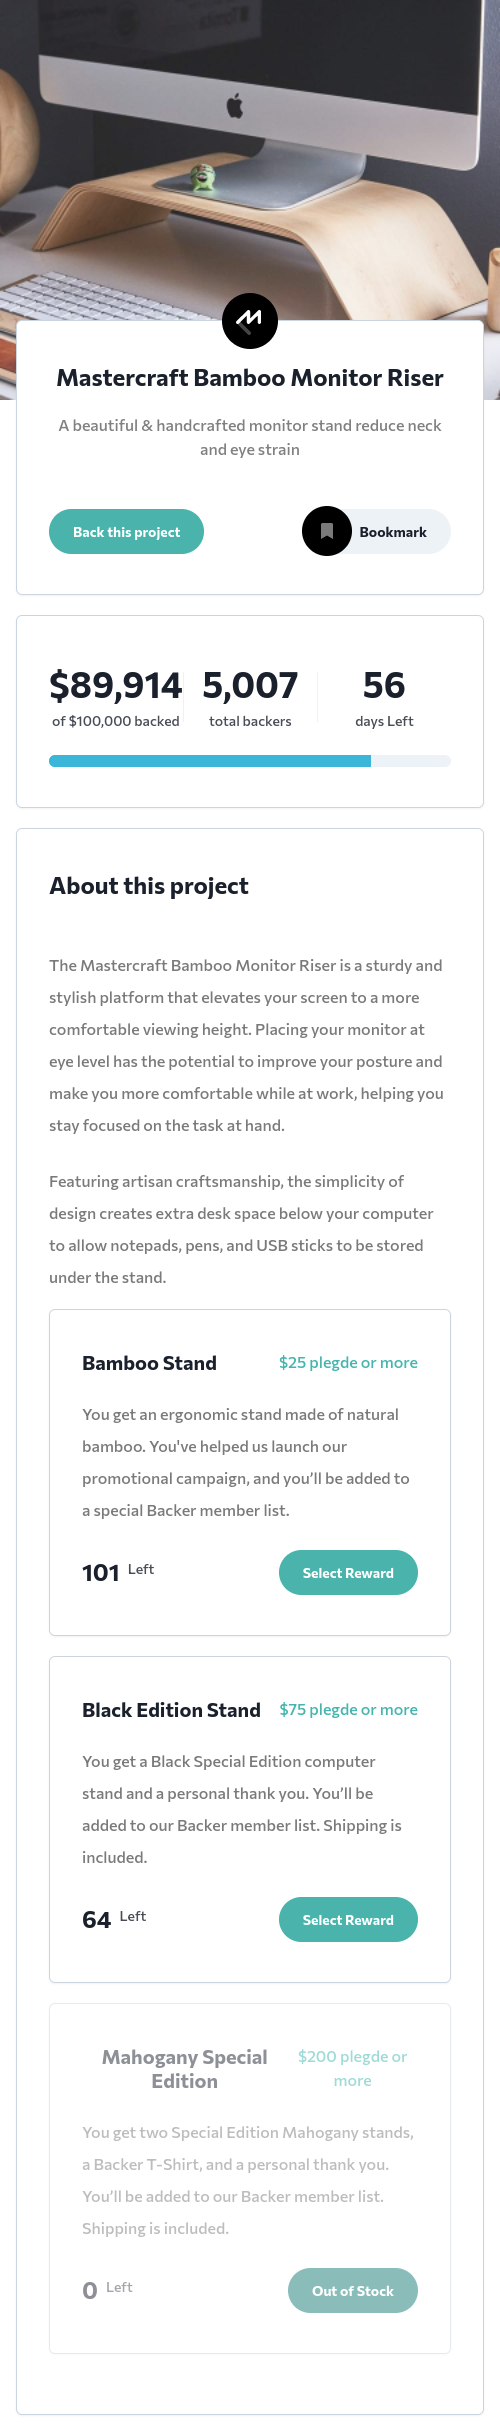 Mastercraft Bamboo Monitor Riser
A beautiful & handcrafted monitor stand reduce neck
and eye strain
Back this project
Bookmark
$89,914
of $100,000 backed
5,007
total backers
56
days Left
About this project
The Mastercraft Bamboo Monitor Riser is a sturdy and
stylish platform that elevates your screen to a more
comfortable viewing height. Placing your monitor at
eye level has the potential to improve your posture and
make you more comfortable while at work, helping you
stay focused on the task at hand.
Featuring artisan craftsmanship, the simplicity of
design creates extra desk space below your computer
to allow notepads, pens, and USB sticks to be stored
under the stand.
Bamboo Stand
$25 plegde or more
You get an ergonomic stand made of natural
bamboo. You've helped us launch our
promotional campaign, and you’ll be added to
a special Backer member list.
101 Left
Select Reward
Black Edition Stand
$75 plegde or more
You get a Black Special Edition computer
stand and a personal thank you. You’ll be
added to our Backer member list. Shipping is
included.
64 Left
Select Reward
Mahogany Special
Edition
$200 plegde or
more
You get two Special Edition Mahogany stands,
a Backer T-Shirt, and a personal thank you.
You’ll be added to our Backer member list.
Shipping is included.
0 Left
Out of Stock